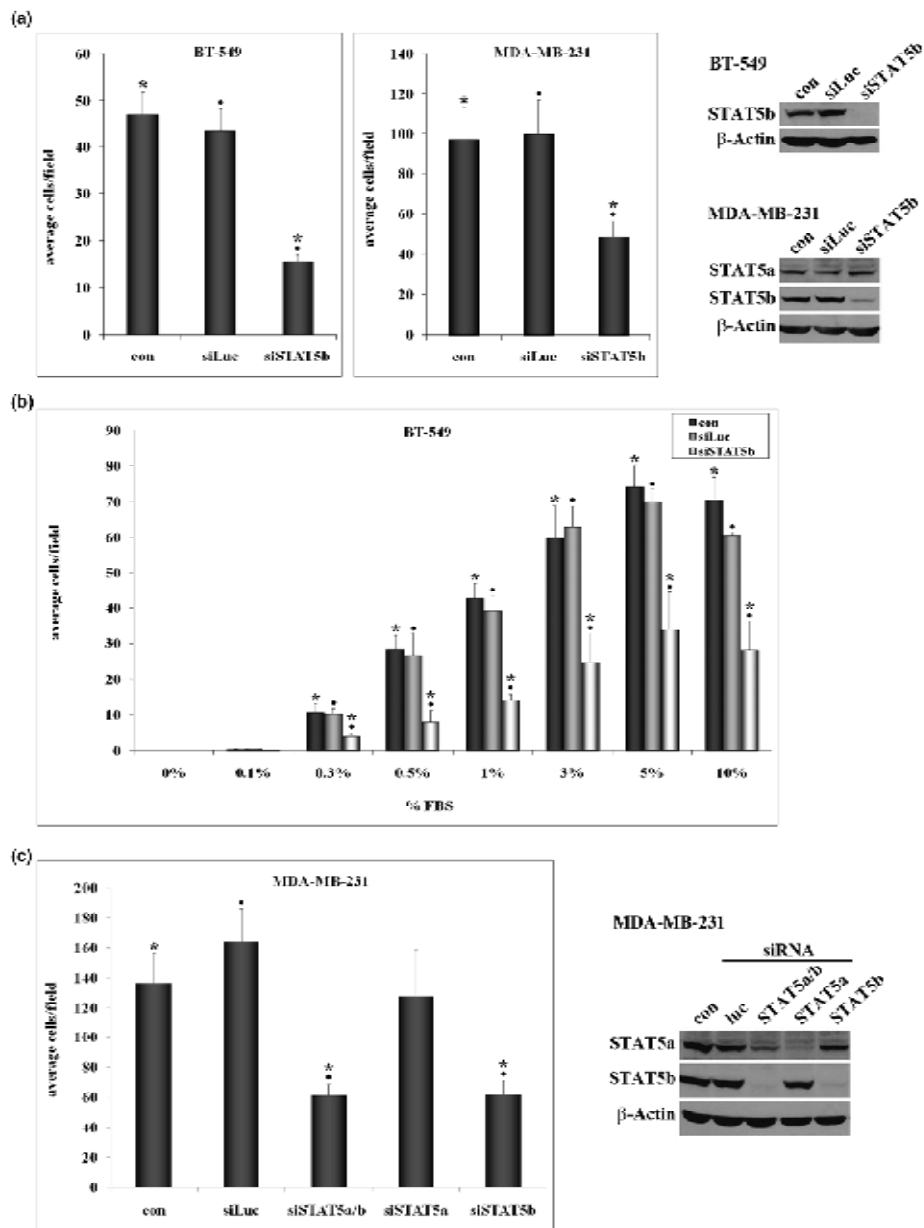 (a)
BT-549
60
50
40
30
20
10
0
average cells/field
*
•
*
•
con
siLuc
siSTAT5b
MDA-MB-231
140
120
100
80
60
40
20
0
average cells/field
*
•
*
•
con
siLuc
siSTAT5b
BT-549
con
siLuc
siSTAT5b
STAT5b
β-Actin
MDA-MB-231
con
siLuc
siSTAT5b
STAT5a
STAT5b
β-Actin
(b)
BT-549
con
siLuc
siSTAT5b
90
80
70
60
50
40
30
20
10
0
average cells/field
0%
0.1%
0.3%
0.5%
1%
3%
5%
10%
% FBS
(c)
MDA-MB-231
200
180
160
140
120
100
80
60
40
20
0
average cells/field
*
•
*
•
*
•
con
siLuc
siSTAT5a/b
siSTAT5a
siSTAT5b
MDA-MB-231
siRNA
con
luc
STAT5a/b
STAT5a
STAT5b
STAT5a
STAT5b
β-Actin